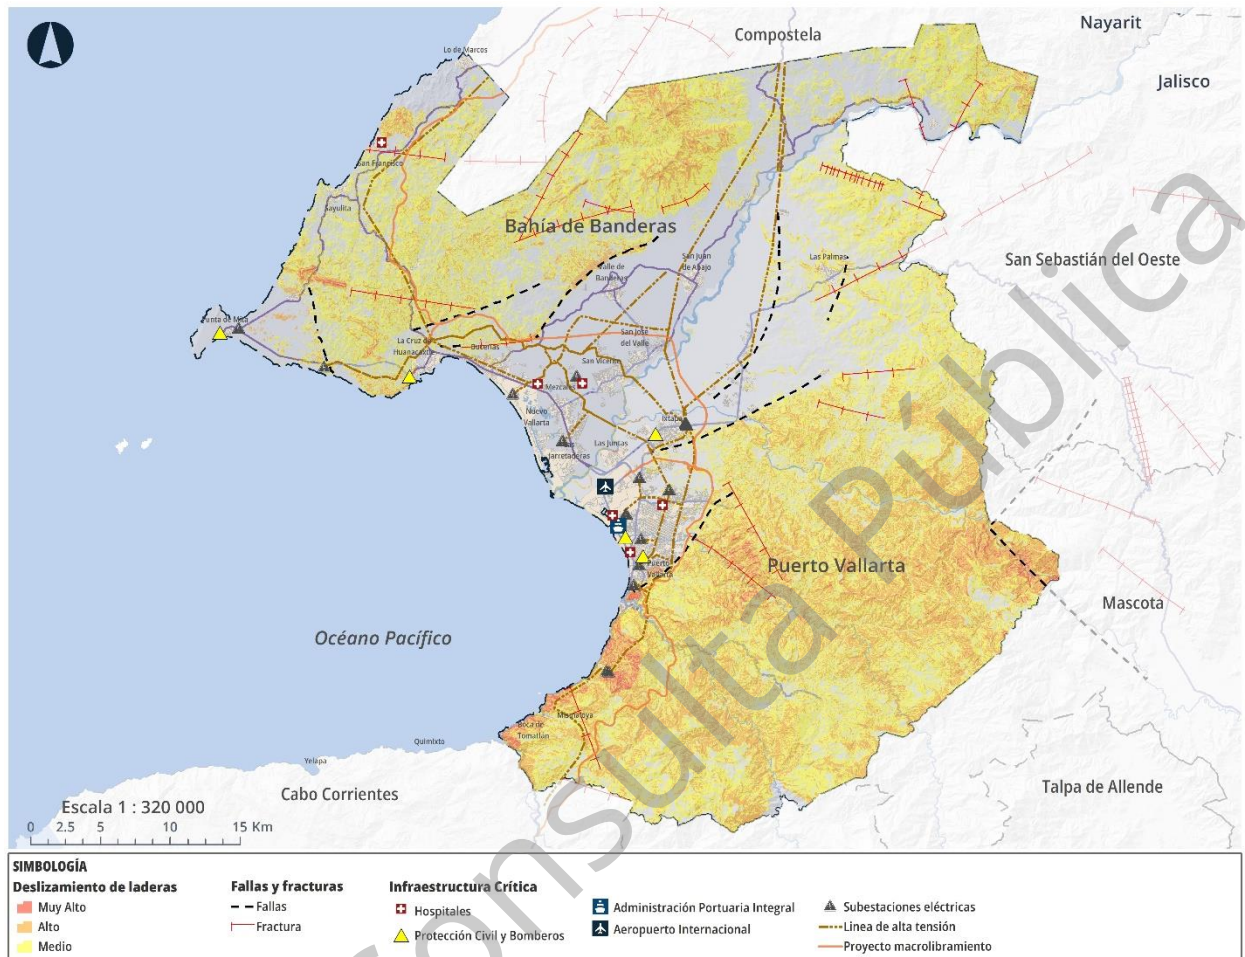 Nayarit
Compostela
Lo de Marcos
Jalisco
San Francisco
Sayulita
Bahía de Banderas
San Juan
de Abajo
Las Palmas
San Sebastián del Oeste
Valle de
Banderas
Punta de Mita
La Cruz de
Huanacaxtle
Bucerías
San José
del Valle
San Vicente
Mezcales
Nuevo
Vallarta
Ixtapa
Las Juntas
Jarretaderas
Puerto
Vallarta
Puerto Vallarta
Mascota
Océano Pacífico
Mismaloya
Boca de
Tomatlán
Quimixto
Yelapa
Cabo Corrientes
Talpa de Allende
Escala 1 : 320 000
0 2.5 5 10 15 Km
Consulta Pública
SIMBOLOGÍA
Deslizamiento de laderas
Muy Alto
Alto
Medio
Fallas y fracturas
Fallas
Fractura
Infraestructura Crítica
Hospitales
Protección Civil y Bomberos
Administración Portuaria Integral
Aeropuerto Internacional
Subestaciones eléctricas
Linea de alta tensión
Proyecto macrolibramiento